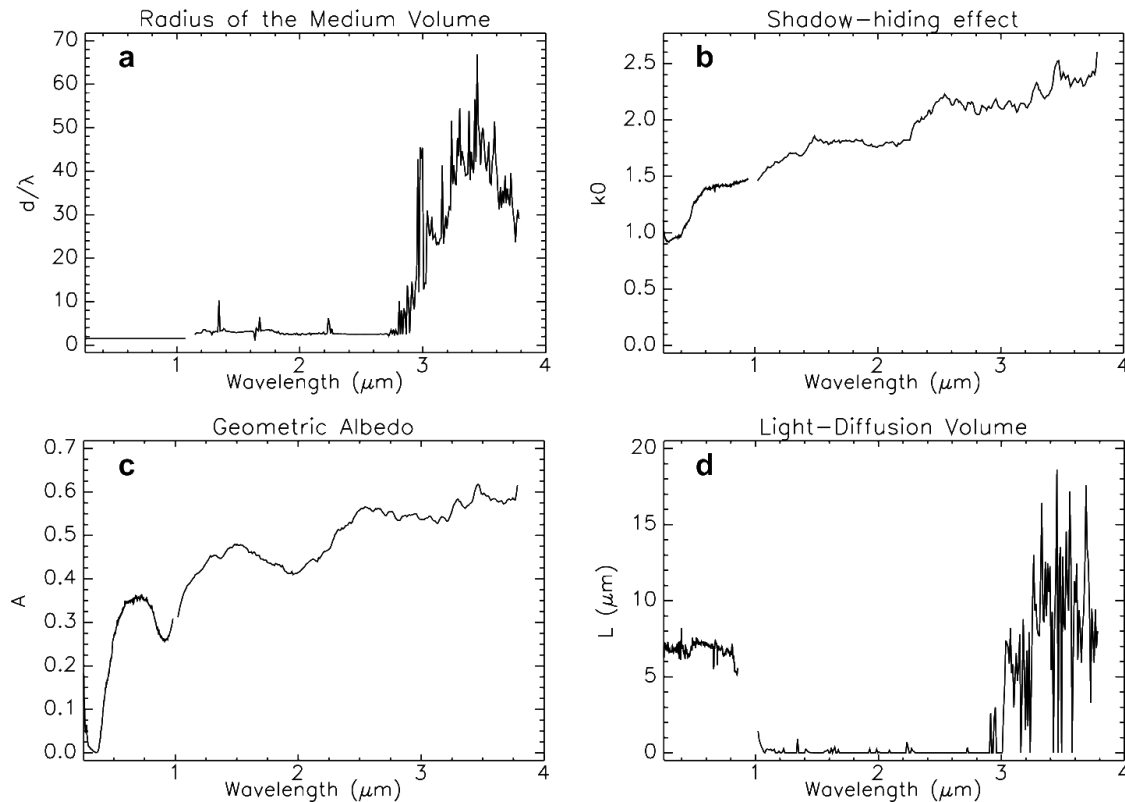 Radius of the Medium Volume
a
70
60
50
40
30
20
10
0
d/λ
1 2 3 4
Wavelength (μm)
Shadow-hiding effect
b
2.5
2.0
1.5
1.0
0.5
0.0
k0
1 2 3 4
Wavelength (μm)
Geometric Albedo
c
0.7
0.6
0.5
0.4
0.3
0.2
0.1
0.0
A
1 2 3 4
Wavelength (μm)
Light-Diffusion Volume
d
20
15
10
5
0
L (μm)
1 2 3 4
Wavelength (μm)